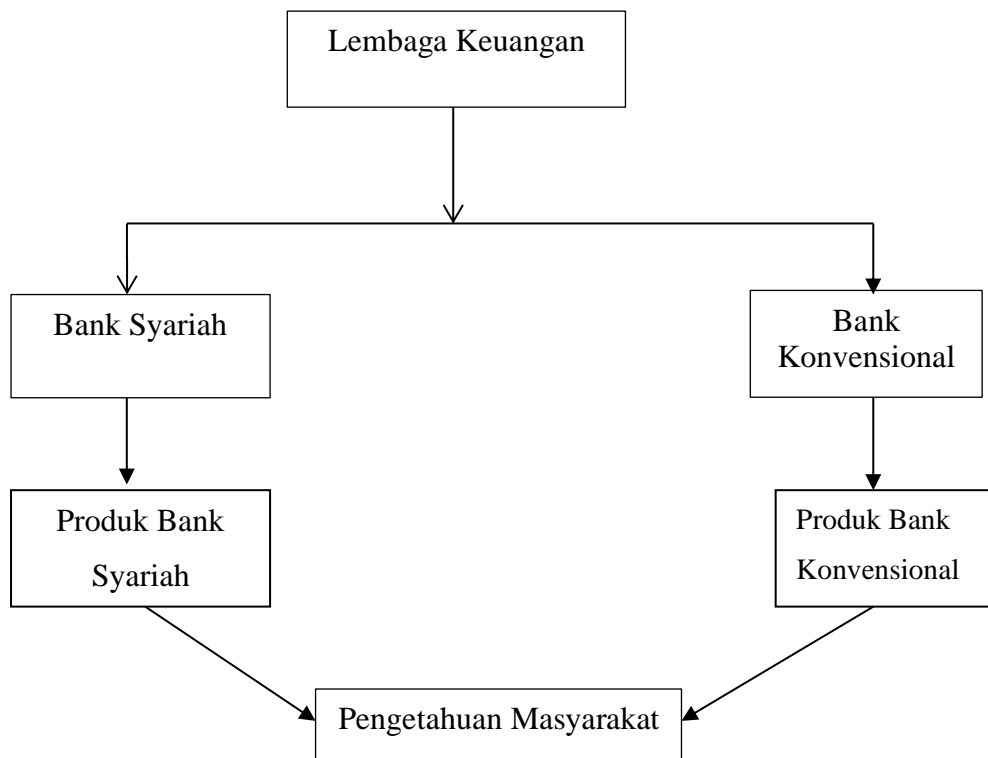 Lembaga Keuangan
Bank Syariah
Bank
Konvensional
Produk Bank
Syariah
Produk Bank
Konvensional
Pengetahuan Masyarakat